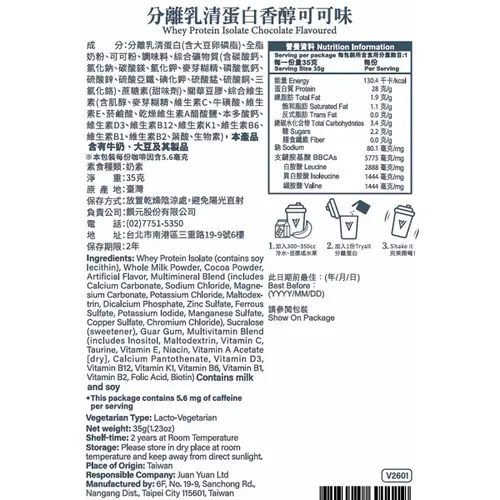 分離乳清蛋白香醇可可味
Whey Protein Isolate Chocolate Flavoured
成　　分:分離乳清蛋白(含大豆卵磷脂)、全脂
奶粉、可可粉、調味料、綜合礦物質(含碳酸鈣、
氯化鈉、碳酸鎂、氯化鉀、麥芽糊精、磷酸氫鈣、
硫酸鋅、硫酸亞鐵、碘化鉀、硫酸錳、硫酸銅、三
氯化鉻)、蔗糖素(甜味劑)、關華豆膠、綜合維生
素(含肌醇、麥芽糊精、維生素C、牛磺酸、維生
素E、菸鹼酸、乾燥維生素A醋酸鹽、本多酸鈣、
維生素D3、維生素B12、維生素K1、維生素B6、
維生素B1、維生素B2、葉酸、生物素)，本產品
含有牛奶、大豆及其製品
※本包裝每份咖啡因含5.6毫克
素食種類:奶素
淨　　重:35克
原 產 地:臺灣
保存方式:放置乾燥陰涼處，避免陽光直射
負責公司:鑽元股份有限公司
電　　話:(02)7751-5350
地　　址:台北市南港區三重路19-9號6樓
保存期限:2年
營養資訊 Nutrition Information
Serving per package/每包裝所含食用分量數目:1
每一份量35克
Serving Size 35g
每份
Per Serving
能量 Energy 130.4 千卡/kcal
蛋白質 Protein 28 克/g
總脂肪 Total Fat 1.9 克/g
飽和脂肪 Saturated Fat 1.1 克/g
反式脂肪 Trans Fat 0.0 克/g
總碳水化合物 Total Carbohydrates 3.4 克/g
糖 Sugars 2.2 克/g
膳食纖維 Fiber 0.0 克/g
鈉 Sodium 80.1 毫克/mg
支鏈胺基酸 BBCAs 5775 毫克/mg
白胺酸 Leucine 2888 毫克/mg
異白胺酸 Isoleucine 1444 毫克/mg
纈胺酸 Valine 1444 毫克/mg
1.加入300~350cc
冷水、豆漿或水果
2.加入1份Tryall
分離蛋白
3.Shake it
完美開喝
此日期前最佳：(年/月/日)
Best Before :
(YYYY/MM/DD)
請參閱包裝
Show On Package
Ingredients: Whey Protein Isolate (contains soy
lecithin), Whole Milk Powder, Cocoa Powder,
Artificial Flavor, Multimineral Blend (includes
Calcium Carbonate, Sodium Chloride, Magne-
sium Carbonate, Potassium Chloride, Maltodex-
trin, Dicalcium Phosphate, Zinc Sulfate, Ferrous
Sulfate, Potassium Iodide, Manganese Sulfate,
Copper Sulfate, Chromium Chloride), Sucralose
(sweetener), Guar Gum, Multivitamin Blend
(includes Inositol, Maltodextrin, Vitamin C,
Taurine, Vitamin E, Niacin, Vitamin A Acetate
[dry], Calcium Pantothenate, Vitamin D3,
Vitamin B12, Vitamin K1, Vitamin B6, Vitamin B1,
Vitamin B2, Folic Acid, Biotin) Contains milk
and soy
•This package contains 5.6 mg of caffeine
per serving
Vegetarian Type: Lacto-Vegetarian
Net weight: 35g(1.23oz)
Shelf-time: 2 years at Room Temperature
Storage: Please store in dry place at room
temperature and keep away from direct sunlight.
Place of Origin: Taiwan
Responsible Company: Juan Yuan Ltd
Manufactured by: 6F, No. 19-9, Sanchong Rd.,
Nangang Dist., Taipei City 115601, Taiwan
V2601